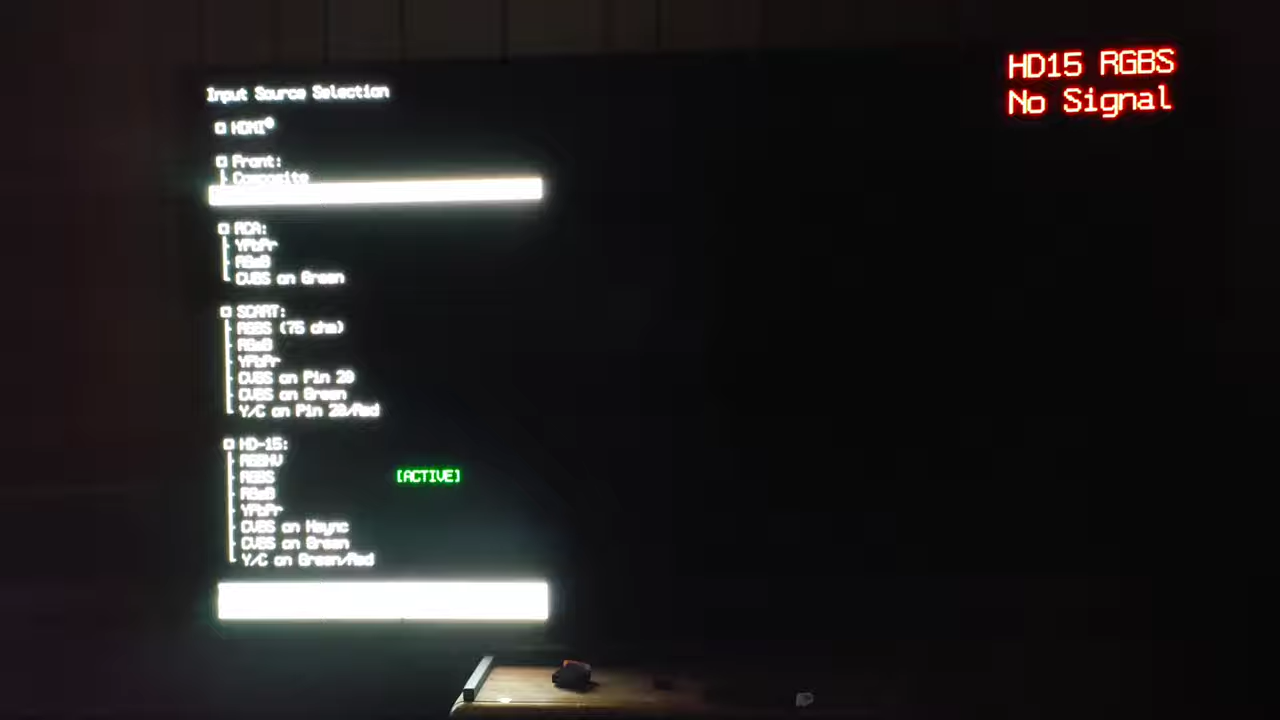 Input Source Selection
HDMI®
Front:
Composite
RCA:
YPbPr
RGsB
CVBS on Green
SCART:
RGBS (75 ohm)
RGsB
YPbPr
CVBS on Pin 20
CVBS on Green
Y/C on Pin 20/Red
HD-15:
RGBHV
RGBS [ACTIVE]
RGsB
YPbPr
CVBS on Hsync
CVBS on Green
Y/C on Green/Red
HD15 RGBS
No Signal